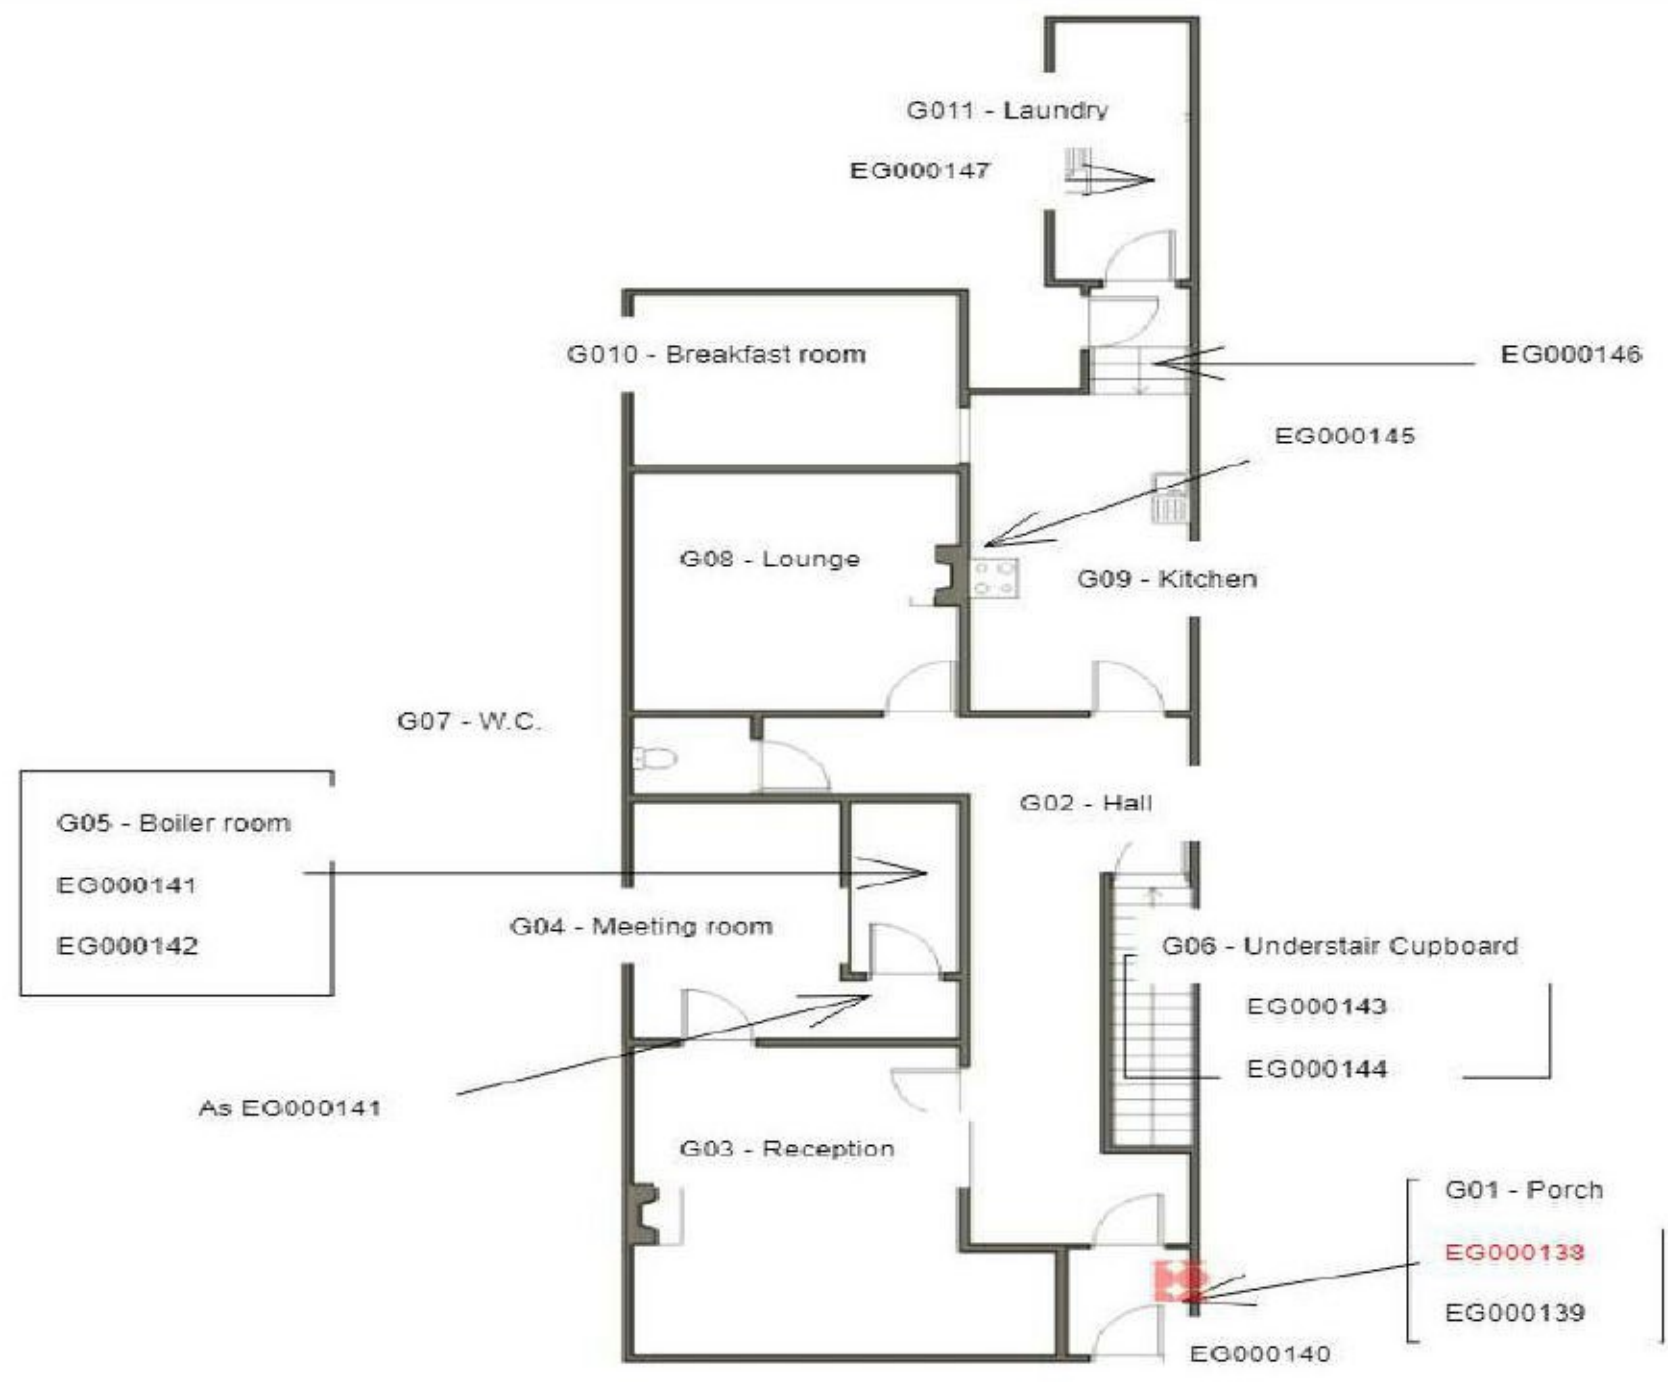 G011 - Laundry
EG000147
G010 - Breakfast room
EG000146
EG000145
G08 - Lounge
G09 - Kitchen
G07 - W.C.
G02 - Hall
G05 - Boiler room
EG000141
EG000142
G04 - Meeting room
G06 - Understair Cupboard
EG000143
EG000144
As EG000141
G03 - Reception
G01 - Porch
EG000138
EG000139
EG000140